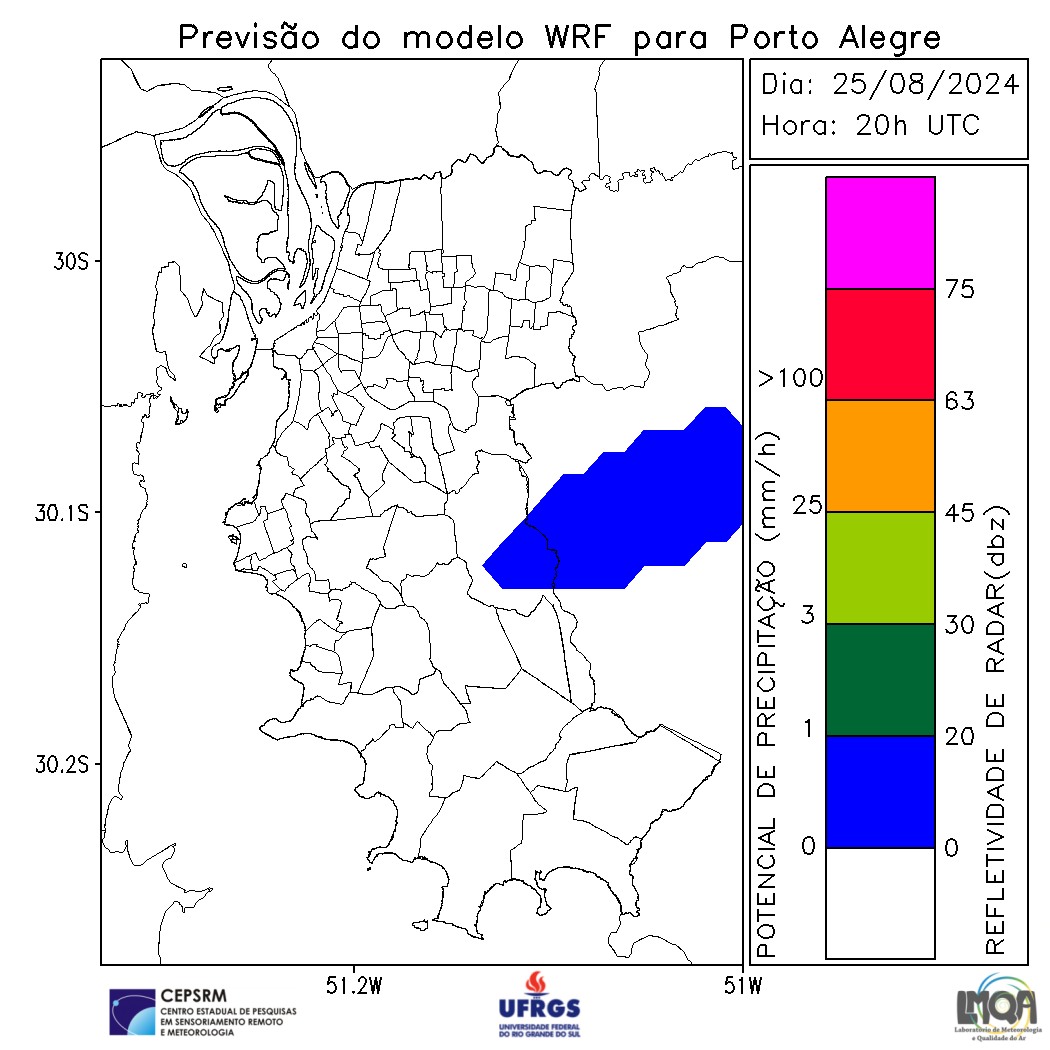 Previsão do modelo WRF para Porto Alegre
Dia: 25/08/2024
Hora: 20h UTC
30S
30.1S
30.2S
51.2W
51W
POTENCIAL DE PRECIPITAÇÃO (mm/h)
>100
25
3
1
0
75
63
45
30
20
0
REFLETIVIDADE DE RADAR(dbz)
CEPSRM
CENTRO ESTADUAL DE PESQUISAS
EM SENSORIAMENTO REMOTO
E METEOROLOGIA
UFRGS
UNIVERSIDADE FEDERAL
DO RIO GRANDE DO SUL
LMQA
Laboratório de Meteorologia
e Qualidade do Ar